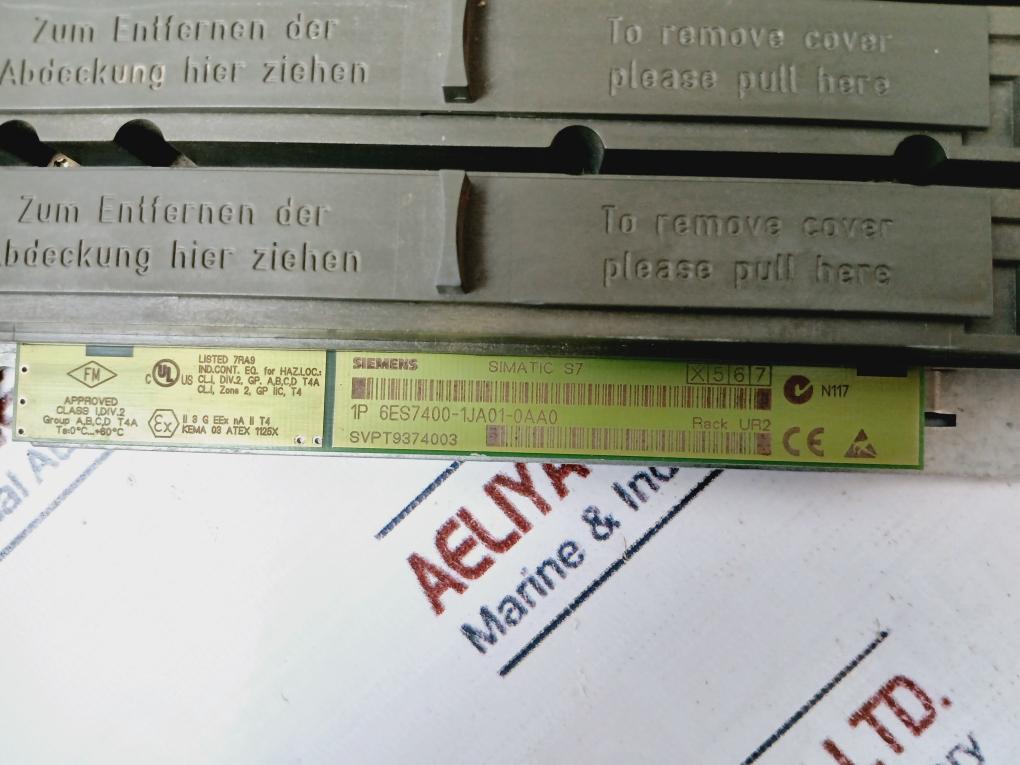 Zum Entfernen der
Abdeckung hier ziehen
To remove cover
please pull here
Zum Entfernen der
Abdeckung hier ziehen
To remove cover
please pull here
FM
APPROVED
CLASS I,DIV.2
Group A,B,C,D T4A
Ta:0°C...+60°C
C UL US
LISTED 7RA9
IND.CONT. EQ. for HAZ.LOC.:
CL.I, DIV.2, GP. A,B,C,D T4A
CL.I, Zone 2, GP IIC, T4
Ex
II 3 G EEx nA II T4
KEMA 03 ATEX 1125X
SIEMENS
SIMATIC S7
X 5 6 7
N117
1P 6ES7400-1JA01-0AA0
Rack UR2
SVPT9374003
CE
AELIYA
Marine & Ind
LTD.